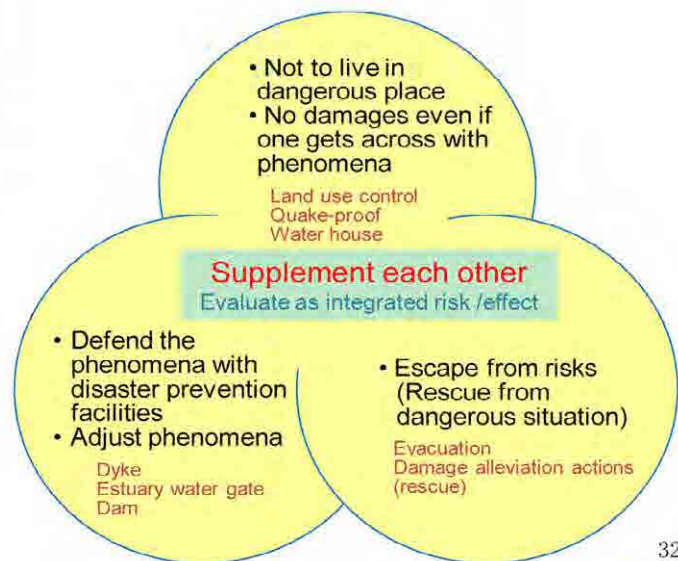 • Not to live in
dangerous place
• No damages even if
one gets across with
phenomena
Land use control
Quake-proof
Water house
Supplement each other
Evaluate as integrated risk /effect
• Defend the
phenomena with
disaster prevention
facilities
• Adjust phenomena
Dyke
Estuary water gate
Dam
• Escape from risks
(Rescue from
dangerous situation)
Evacuation
Damage alleviation actions
(rescue)
32